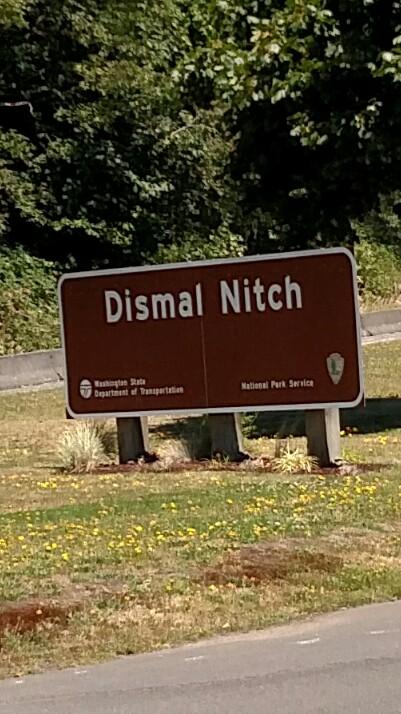 Dismal Nitch
Washington State
Department of Transportation
National Park Service